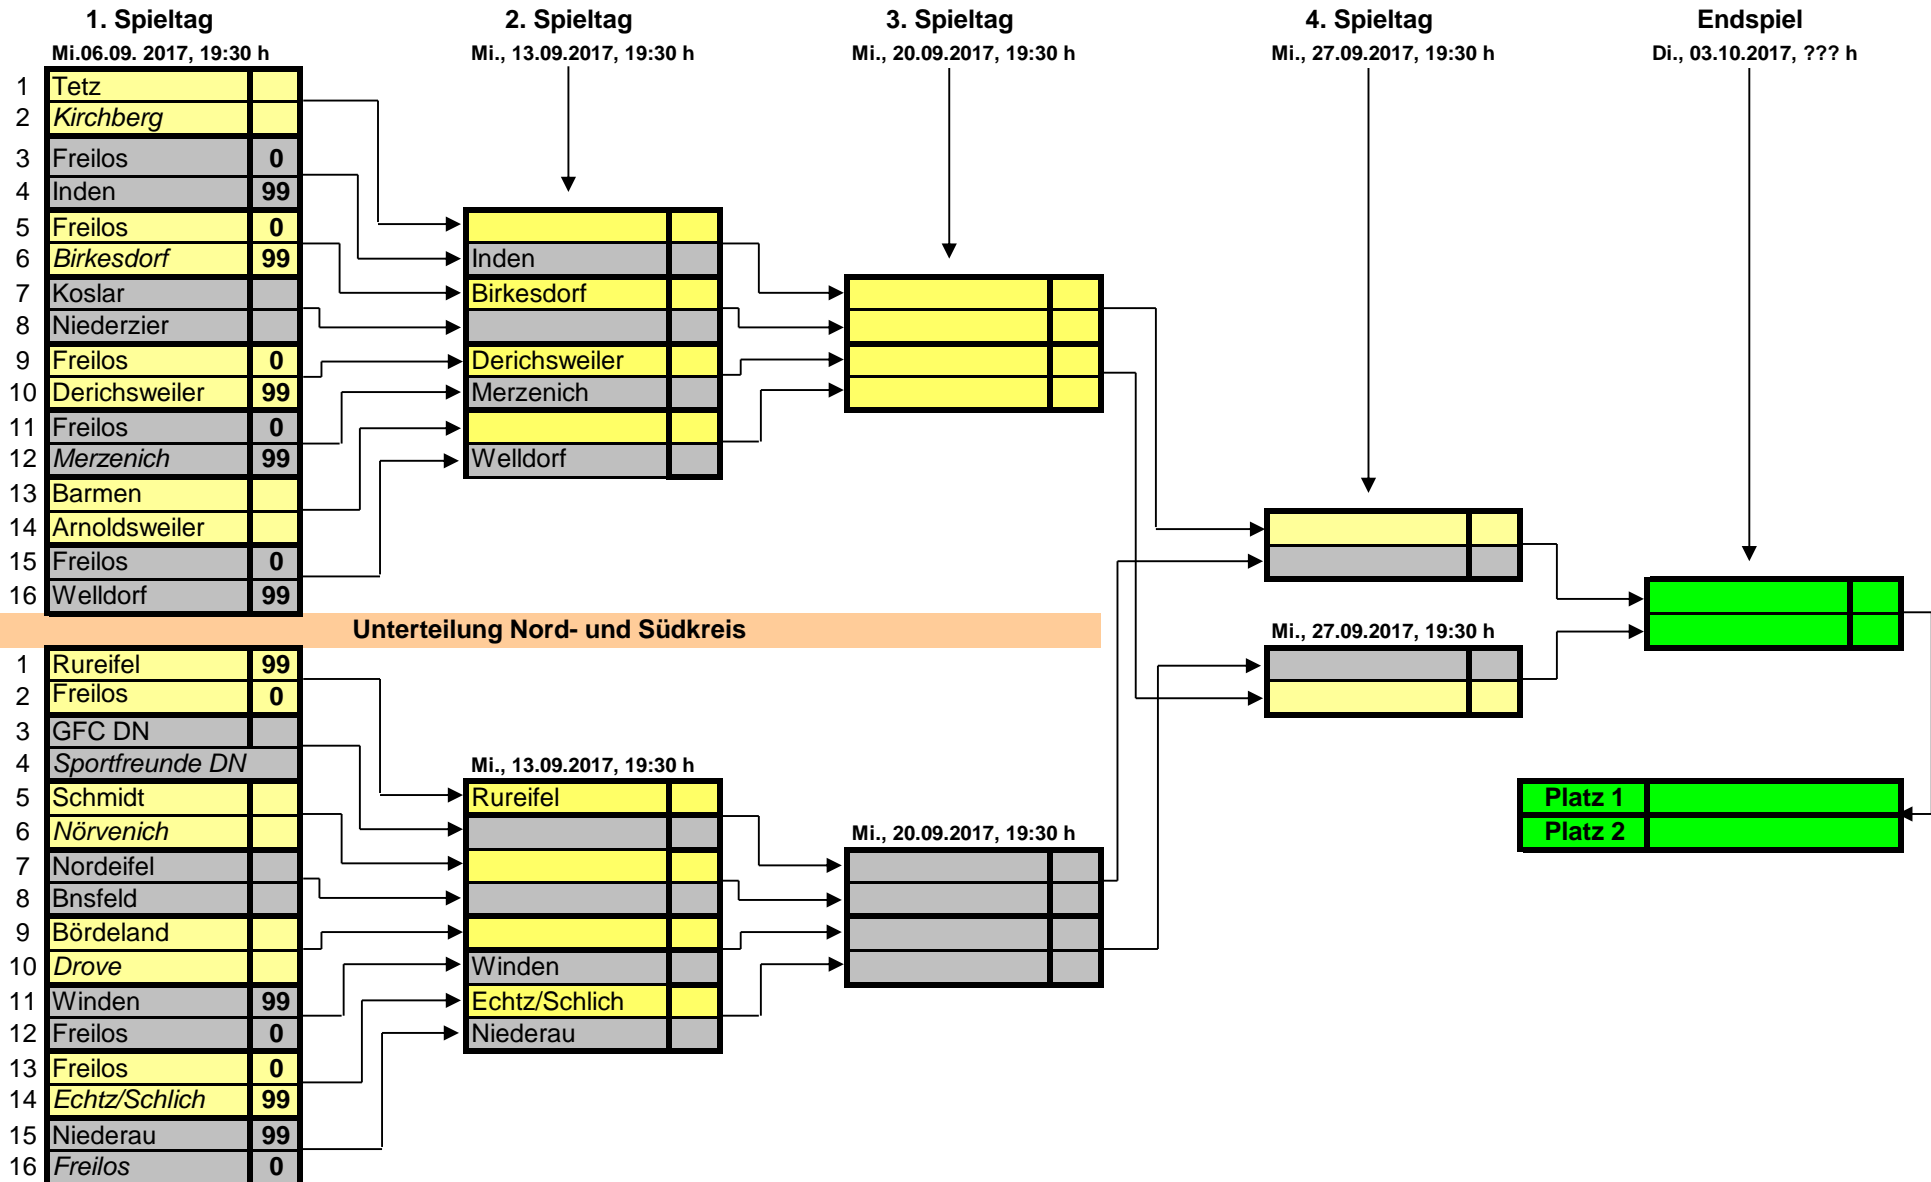 1. Spieltag 2. Spieltag 3. Spieltag 4. Spieltag Endspiel
Mi.06.09. 2017, 19:30 h Mi., 13.09.2017, 19:30 h Mi., 20.09.2017, 19:30 h Mi., 27.09.2017, 19:30 h Di., 03.10.2017, ??? h
1 Tetz
2 Kirchberg
3 Freilos 0
4 Inden 99
5 Freilos 0
6 Birkesdorf 99 Inden
7 Koslar Birkesdorf
8 Niederzier
9 Freilos 0 Derichsweiler
10 Derichsweiler 99 Merzenich
11 Freilos 0
12 Merzenich 99 Welldorf
13 Barmen
14 Arnoldsweiler
15 Freilos 0
16 Welldorf 99
Unterteilung Nord- und Südkreis Mi., 27.09.2017, 19:30 h
1 Rureifel 99
2 Freilos 0
3 GFC DN
4 Sportfreunde DN Mi., 13.09.2017, 19:30 h
5 Schmidt Rureifel Platz 1
6 Nörvenich Mi., 20.09.2017, 19:30 h Platz 2
7 Nordeifel
8 Bnsfeld
9 Bördeland
10 Drove Winden
11 Winden 99 Echtz/Schlich
12 Freilos 0 Niederau
13 Freilos 0
14 Echtz/Schlich 99
15 Niederau 99
16 Freilos 0